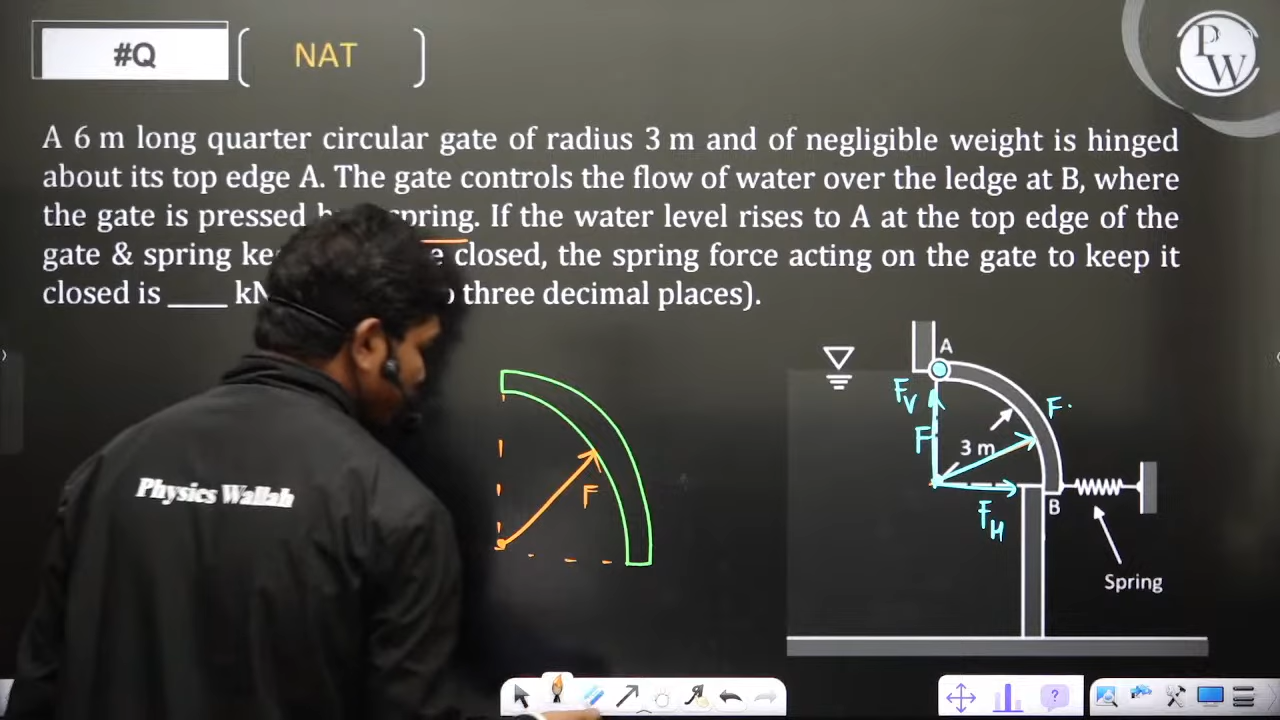 #Q
NAT
PW
A 6 m long quarter circular gate of radius 3 m and of negligible weight is hinged
about its top edge A. The gate controls the flow of water over the ledge at B, where
the gate is pressed spring. If the water level rises to A at the top edge of the
gate & spring closed, the spring force acting on the gate to keep it
closed is ____ three decimal places).
A
Fv
F
F
3 m
F
B
FH
Spring
Physics Wallah
?